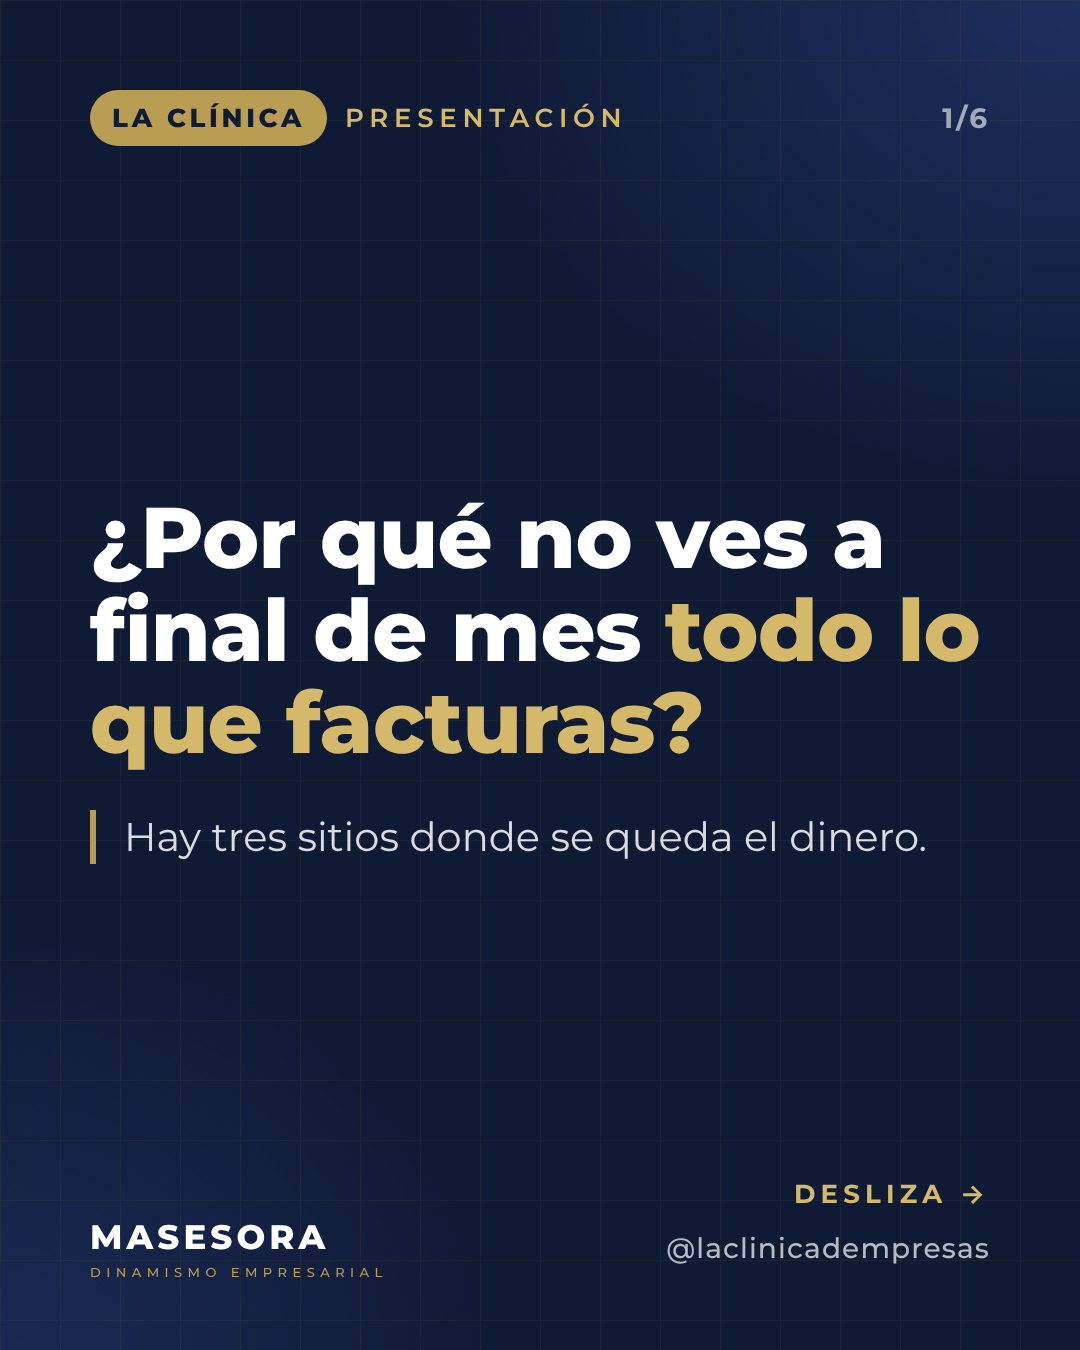 LA CLÍNICA PRESENTACIÓN 1/6
¿Por qué no ves a
final de mes todo lo
que facturas?
Hay tres sitios donde se queda el dinero.
DESLIZA →
MASESORA
DINAMISMO EMPRESARIAL
@laclinicadempresas